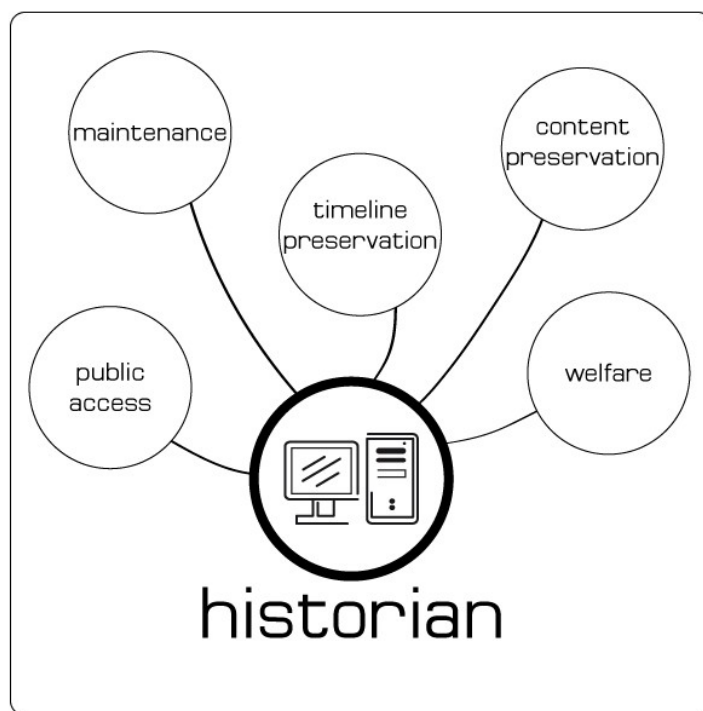 maintenance
content
preservation
timeline
preservation
public
access
welfare
historian